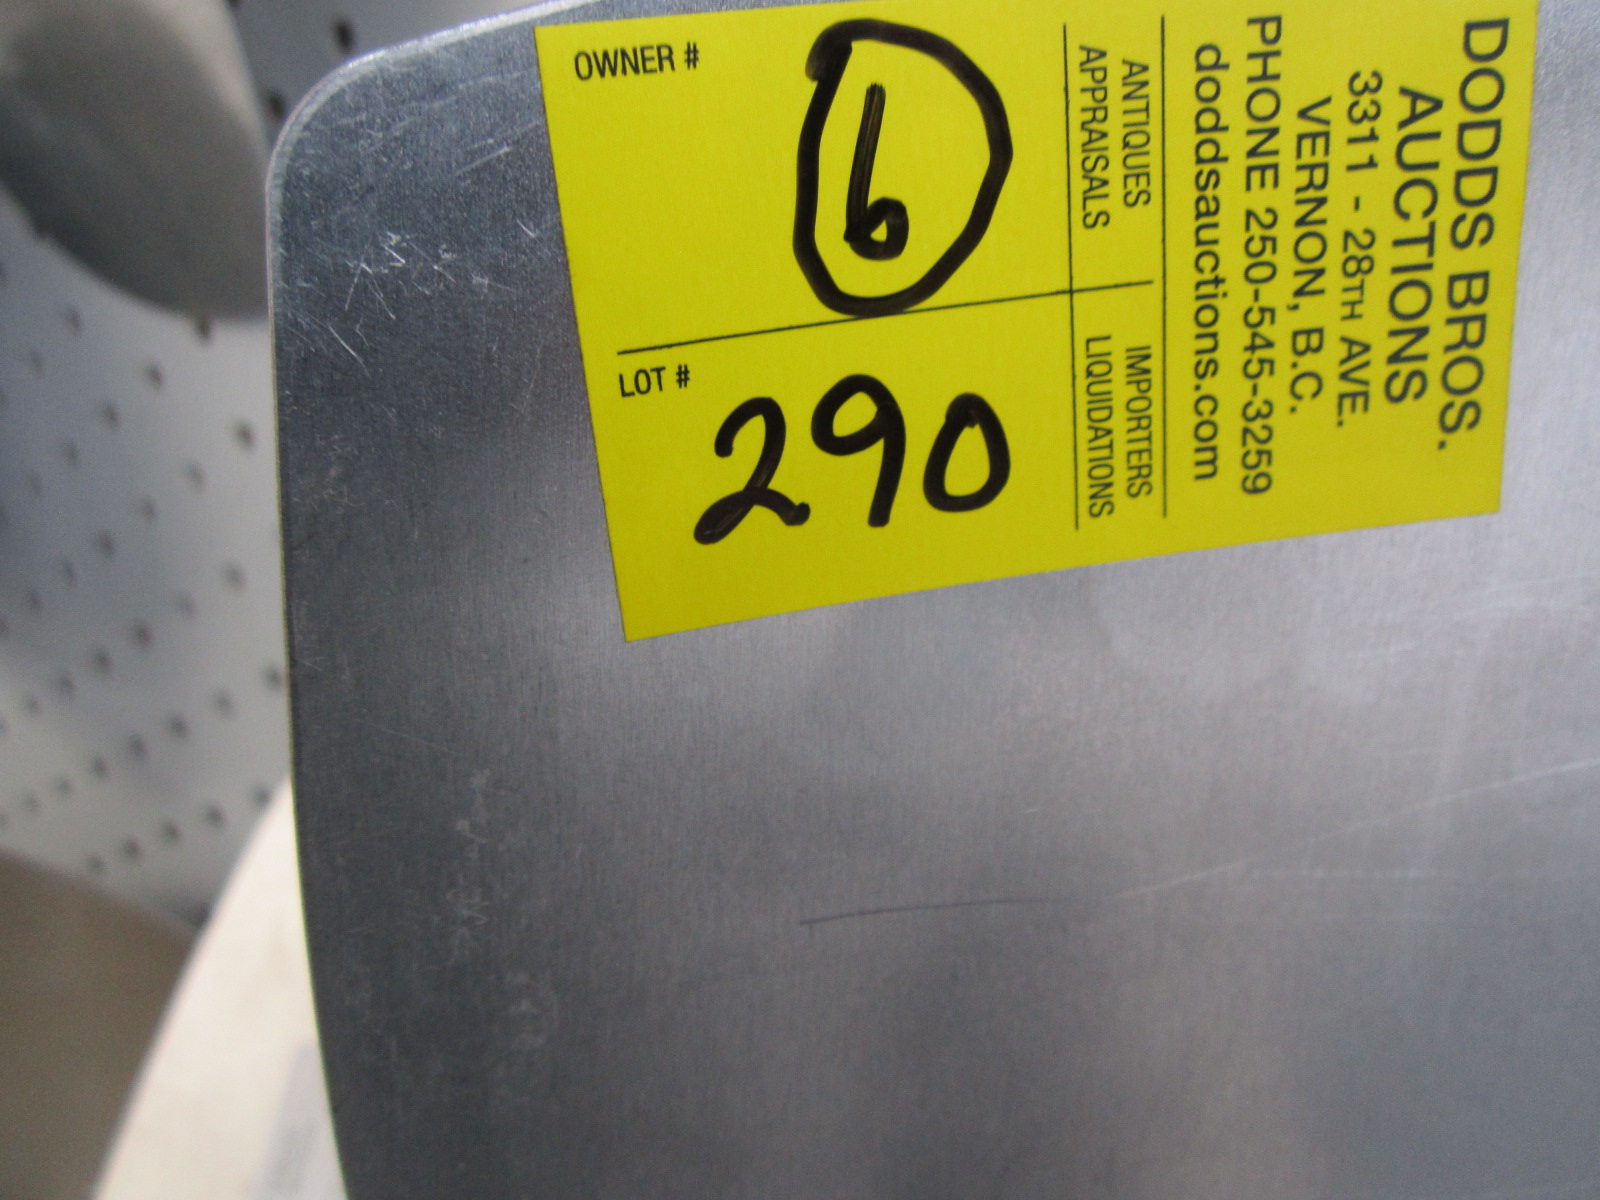 DODDS BROS.
AUCTIONS
3311 - 28TH AVE.
VERNON, B.C.
PHONE 250-545-3259
doddsauctions.com
ANTIQUES
APPRAISALS
IMPORTERS
LIQUIDATIONS
OWNER #
6
LOT #
290